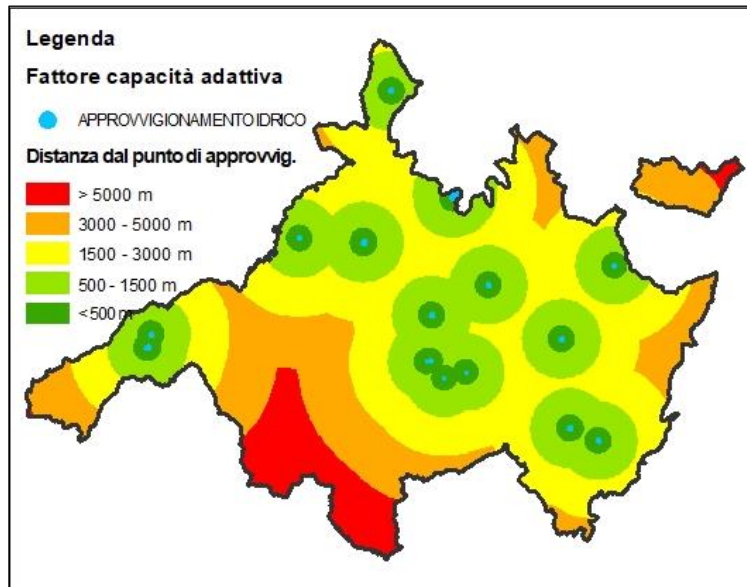 Legenda
Fattore capacità adattiva
APPROVVIGIONAMENTO IDRICO
Distanza dal punto di approvvig.
> 5000 m
3000 - 5000 m
1500 - 3000 m
500 - 1500 m
<500 m